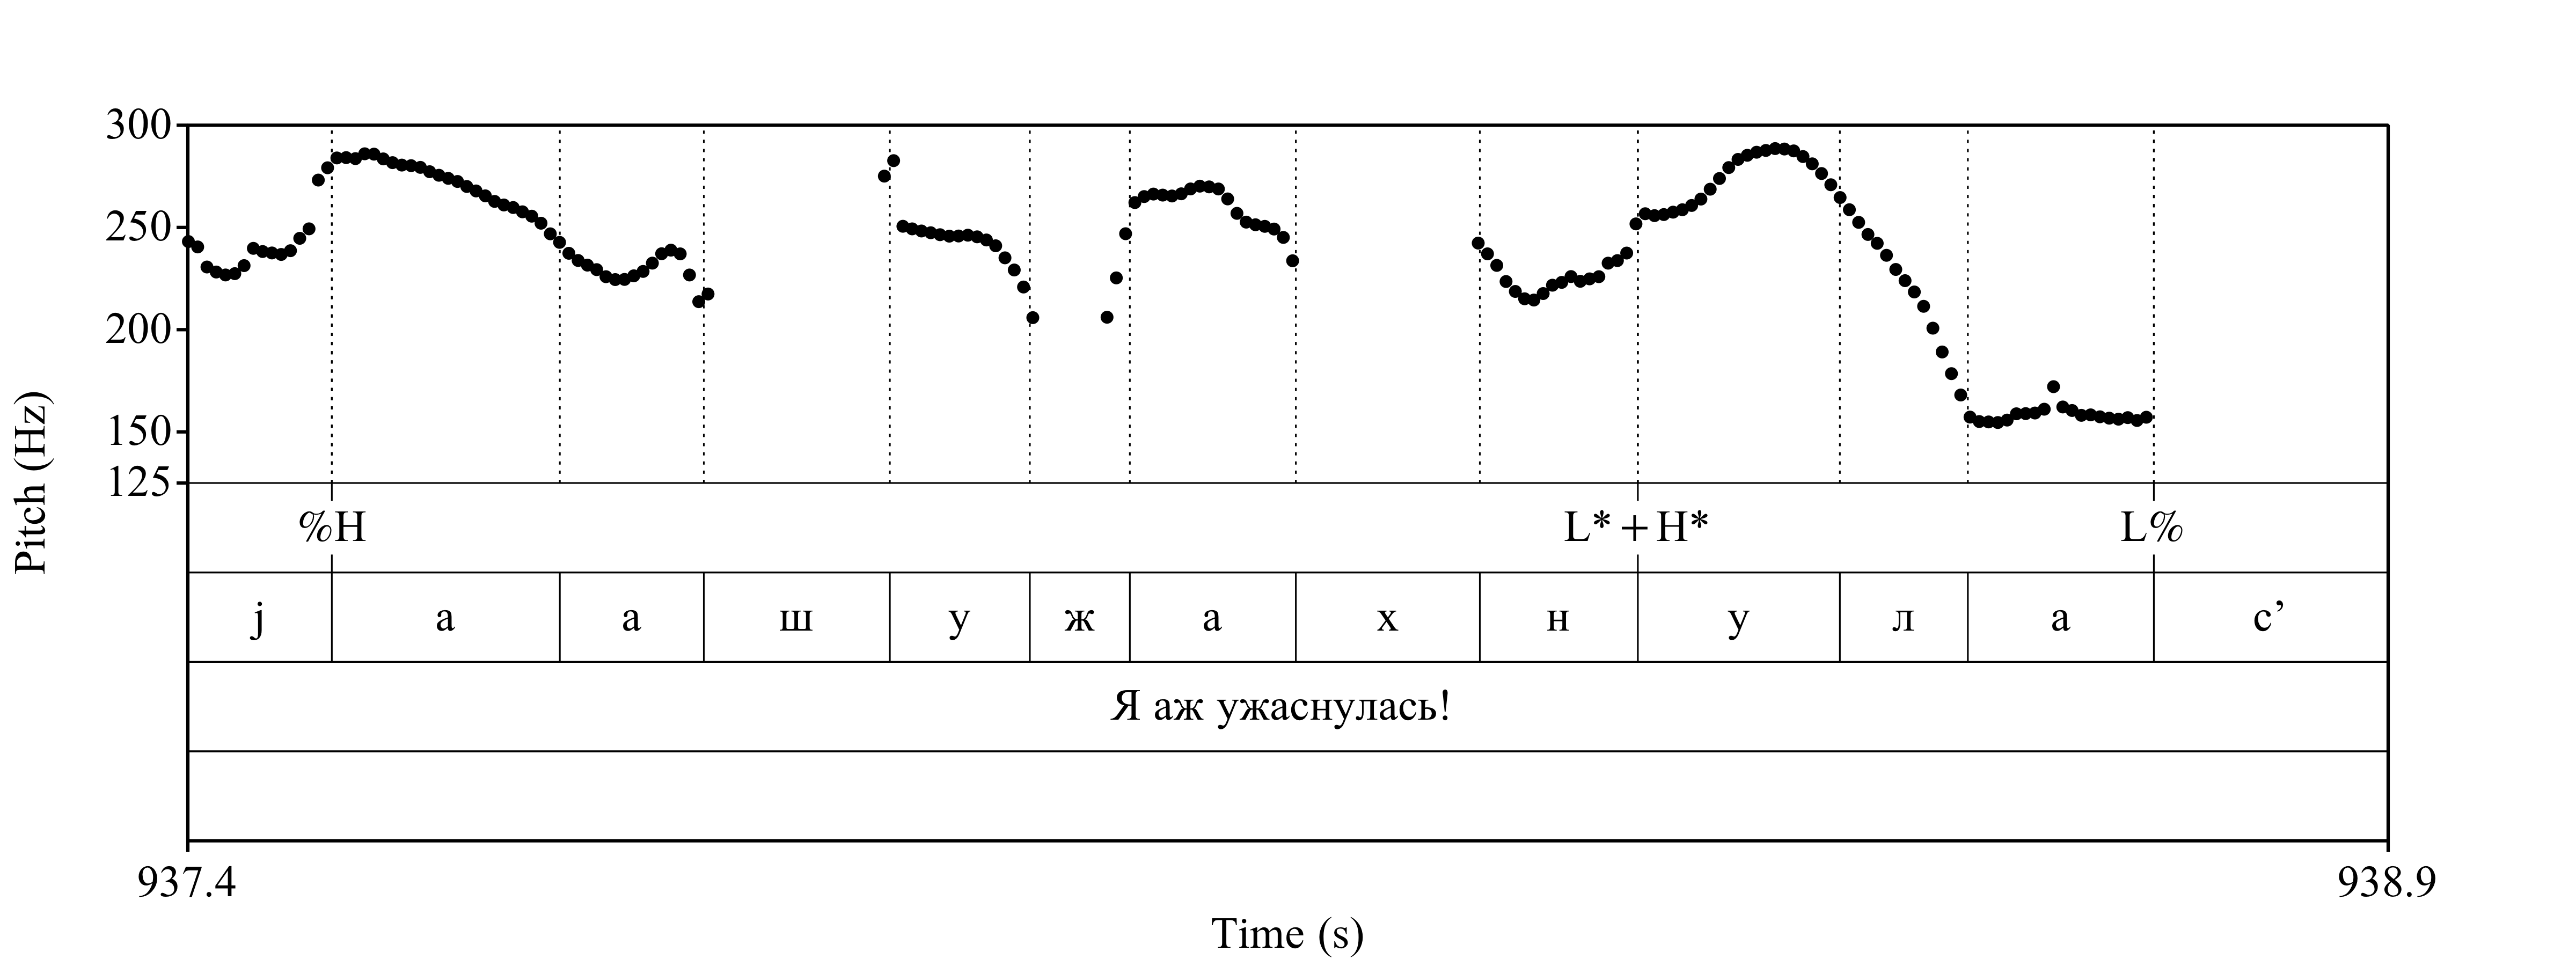 300
250
200
150
125
Pitch (Hz)
%H L*+H* L%
j а а ш у ж а х н у л а с’
Я аж ужаснулась!
937.4 938.9
Time (s)